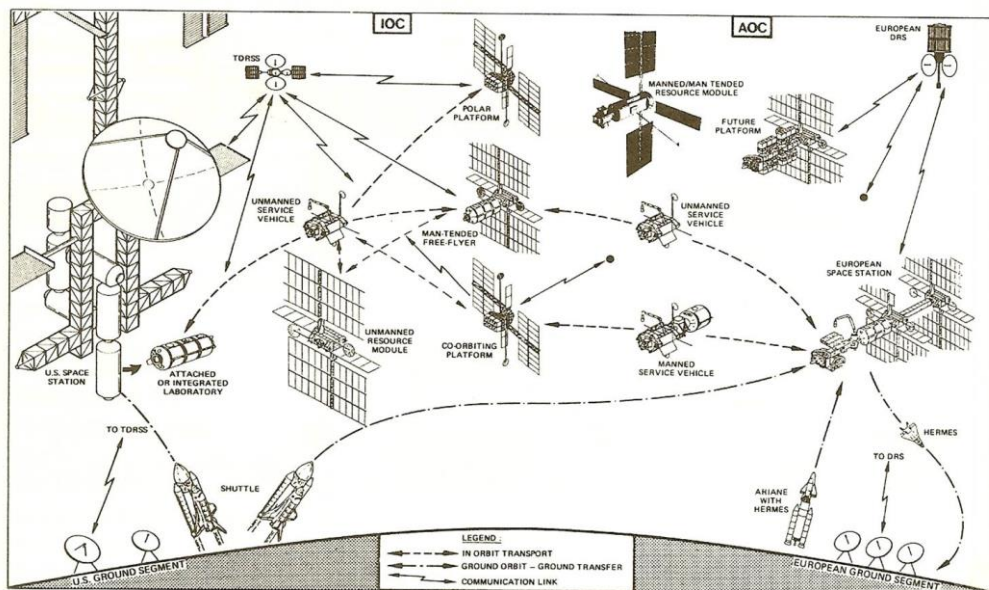 IOC
AOC
TDRSS
EUROPEAN
DRS
POLAR
PLATFORM
MANNED/MAN TENDED
RESOURCE MODULE
FUTURE
PLATFORM
UNMANNED
SERVICE
VEHICLE
MAN-TENDED
FREE-FLYER
UNMANNED
SERVICE
VEHICLE
EUROPEAN
SPACE STATION
U.S. SPACE
STATION
ATTACHED
OR INTEGRATED
LABORATORY
UNMANNED
RESOURCE
MODULE
CO-ORBITING
PLATFORM
MANNED
SERVICE VEHICLE
TO TDRSS
SHUTTLE
HERMES
TO DRS
ARIANE
WITH
HERMES
U.S. GROUND SEGMENT
LEGEND :
IN ORBIT TRANSPORT
GROUND ORBIT – GROUND TRANSFER
COMMUNICATION LINK
EUROPEAN GROUND SEGMENT